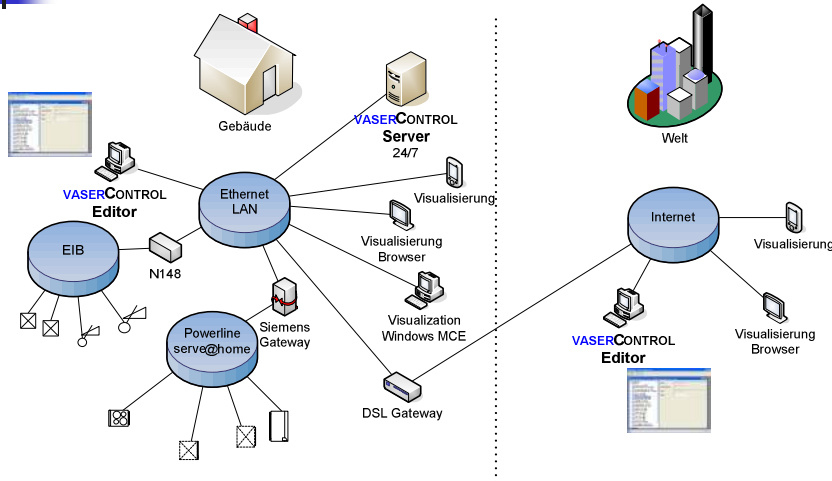 Gebäude
VASERCONTROL
Server
24/7
Welt
VASERCONTROL
Editor
Ethernet
LAN
Visualisierung
Visualisierung
Browser
EIB
N148
Visualization
Windows MCE
Siemens
Gateway
Powerline
serve@home
DSL Gateway
Internet
Visualisierung
VASERCONTROL
Editor
Visualisierung
Browser